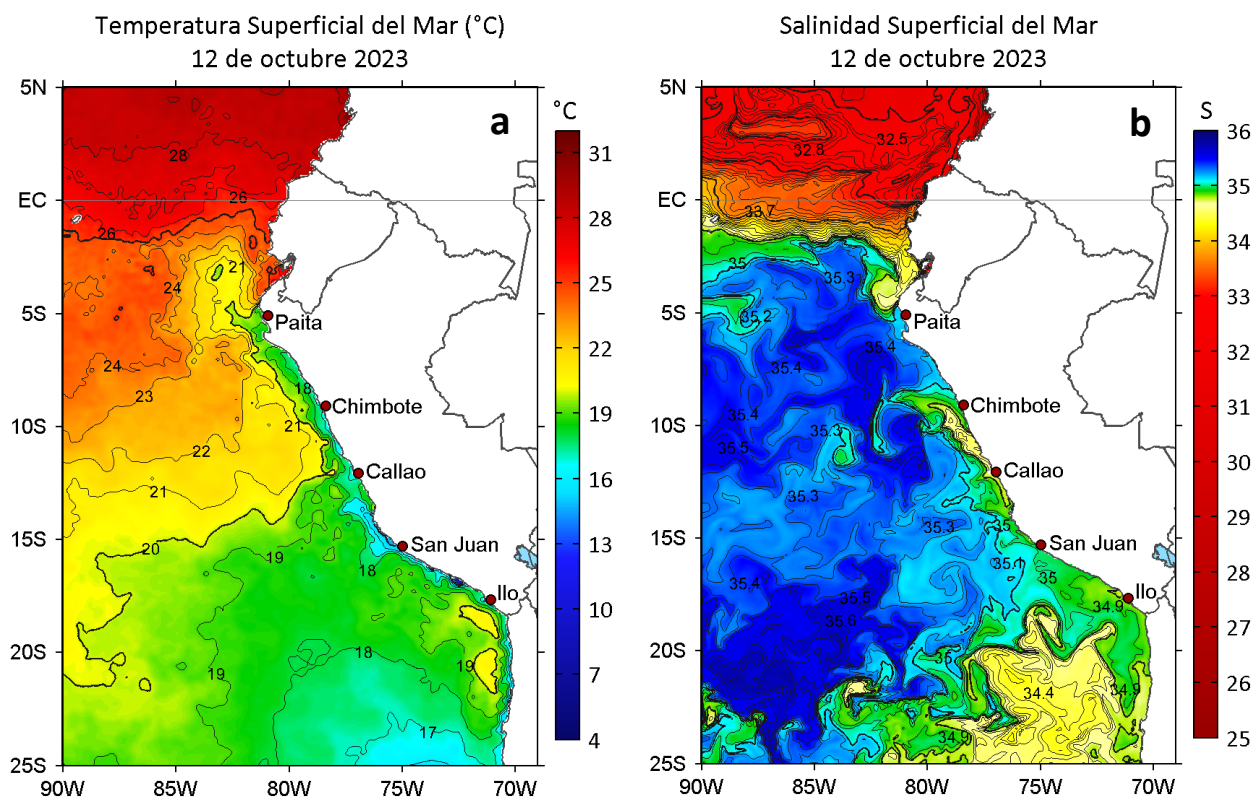 Temperatura Superficial del Mar (°C)
12 de octubre 2023
5N
EC
5S
10S
15S
20S
25S
90W
85W
80W
75W
70W
a
°C
31
28
25
22
19
16
13
10
7
4
28
26
26
21
24
24
23
22
21
20
19
18
21
18
19
18
19
17
Paita
Chimbote
Callao
San Juan
Ilo
Salinidad Superficial del Mar
12 de octubre 2023
5N
EC
5S
10S
15S
20S
25S
90W
85W
80W
75W
70W
b
S
36
35
34
33
32
31
30
29
28
27
26
25
32.5
32.8
33.7
35
35.3
35.2
35.4
35.4
35.4
35.3
35.5
35.3
35.3
35
35.1
35
35.4
35.5
35.6
34.9
35
34.4
34.9
34.9
Paita
Chimbote
Callao
San Juan
Ilo